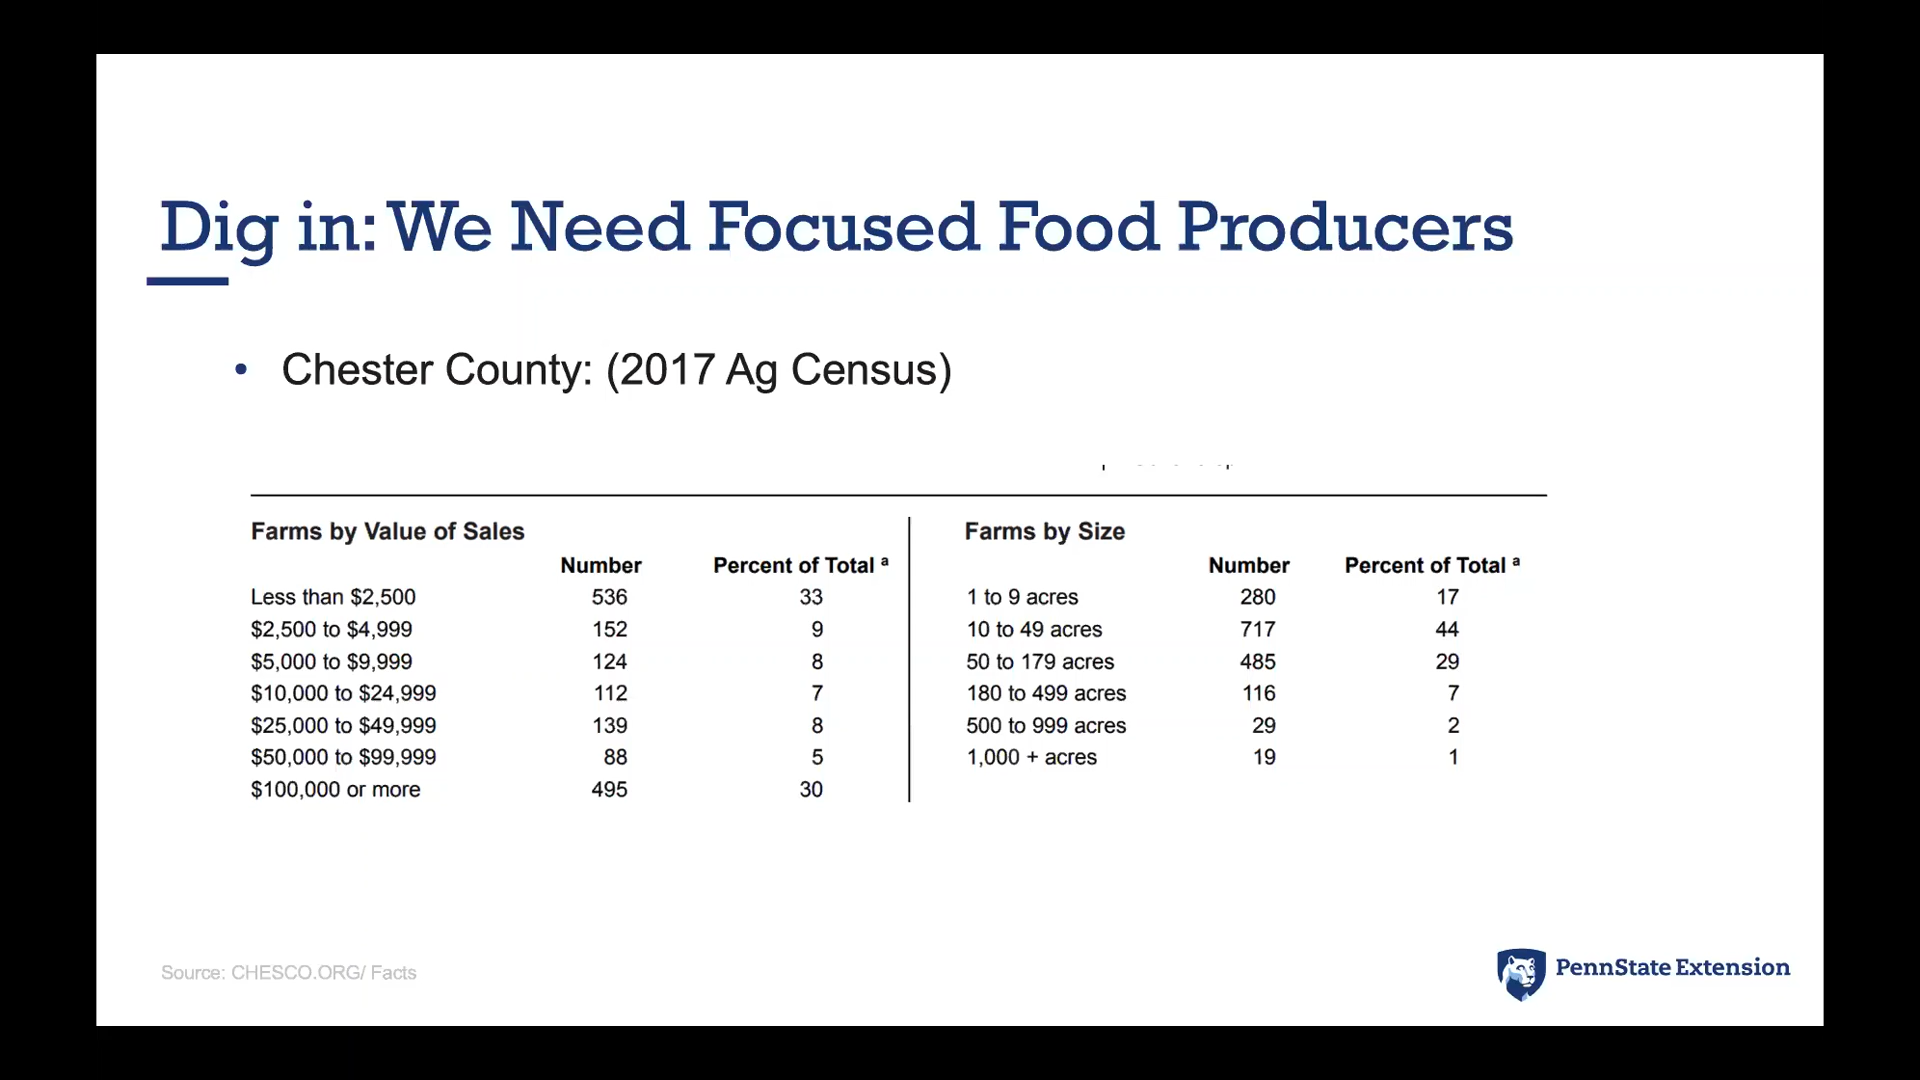 Dig in: We Need Focused Food Producers
• Chester County: (2017 Ag Census)
Farms by Value of Sales
Number Percent of Total ª
Less than $2,500 536 33
$2,500 to $4,999 152 9
$5,000 to $9,999 124 8
$10,000 to $24,999 112 7
$25,000 to $49,999 139 8
$50,000 to $99,999 88 5
$100,000 or more 495 30
Farms by Size
Number Percent of Total ª
1 to 9 acres 280 17
10 to 49 acres 717 44
50 to 179 acres 485 29
180 to 499 acres 116 7
500 to 999 acres 29 2
1,000 + acres 19 1
Source: CHESCO.ORG/ Facts
PennState Extension